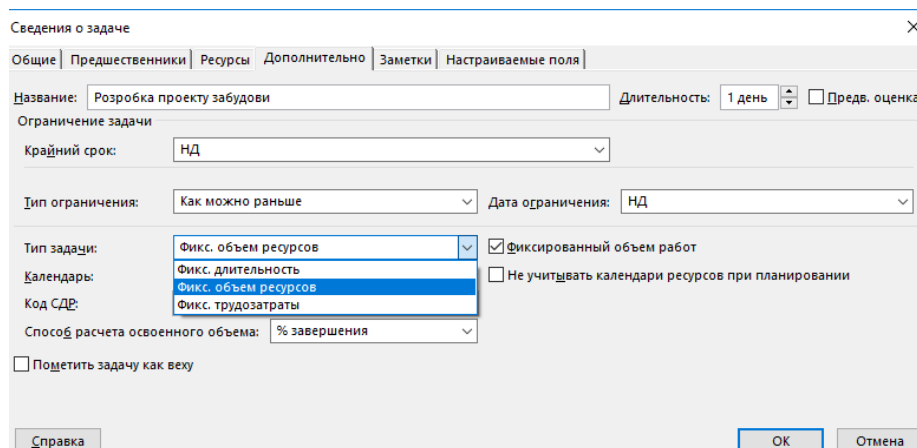 Сведения о задаче
Общие Предшественники Ресурсы Дополнительно Заметки Настраиваемые поля
Название: Розробка проекту забудови Длительность: 1 день Предв. оценка
Ограничение задачи
Крайний срок: НД
Тип ограничения: Как можно раньше Дата ограничения: НД
Тип задачи: Фикс. объем ресурсов Фиксированный объем работ
Фикс. длительность
Календарь: Фикс. объем ресурсов Не учитывать календари ресурсов при планировании
Код СДР: Фикс. трудозатраты
Способ расчета освоенного объема: % завершения
Пометить задачу как веху
Справка ОК Отмена